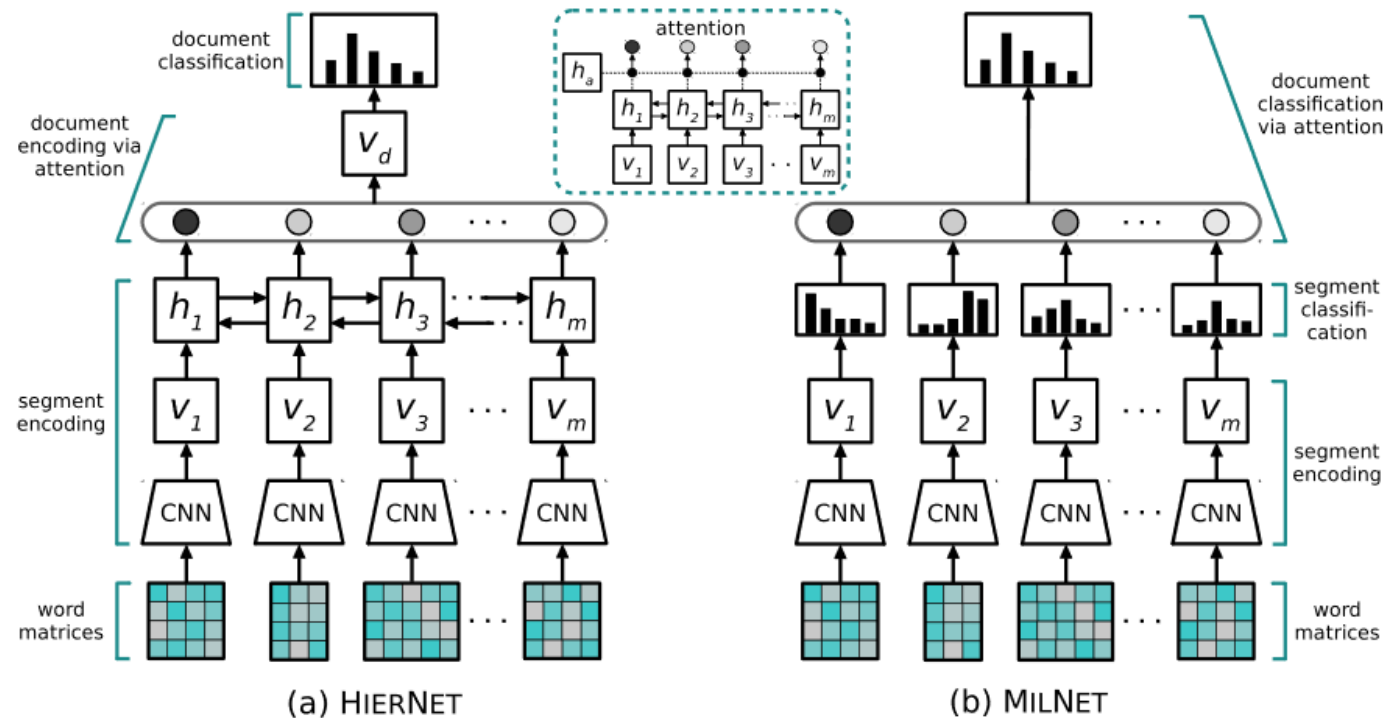 document
classification
document
encoding via
attention
v_d
segment
encoding
h_1 h_2 h_3 ... h_m
v_1 v_2 v_3 ... v_m
CNN CNN CNN ... CNN
word
matrices
...
(a) HIERNET
attention
h_a
h_1 h_2 h_3 ... h_m
v_1 v_2 v_3 .. v_m
document
classification
via attention
...
segment
classifi-
cation
...
v_1 v_2 v_3 ... v_m
segment
encoding
CNN CNN CNN ... CNN
word
matrices
...
(b) MILNET